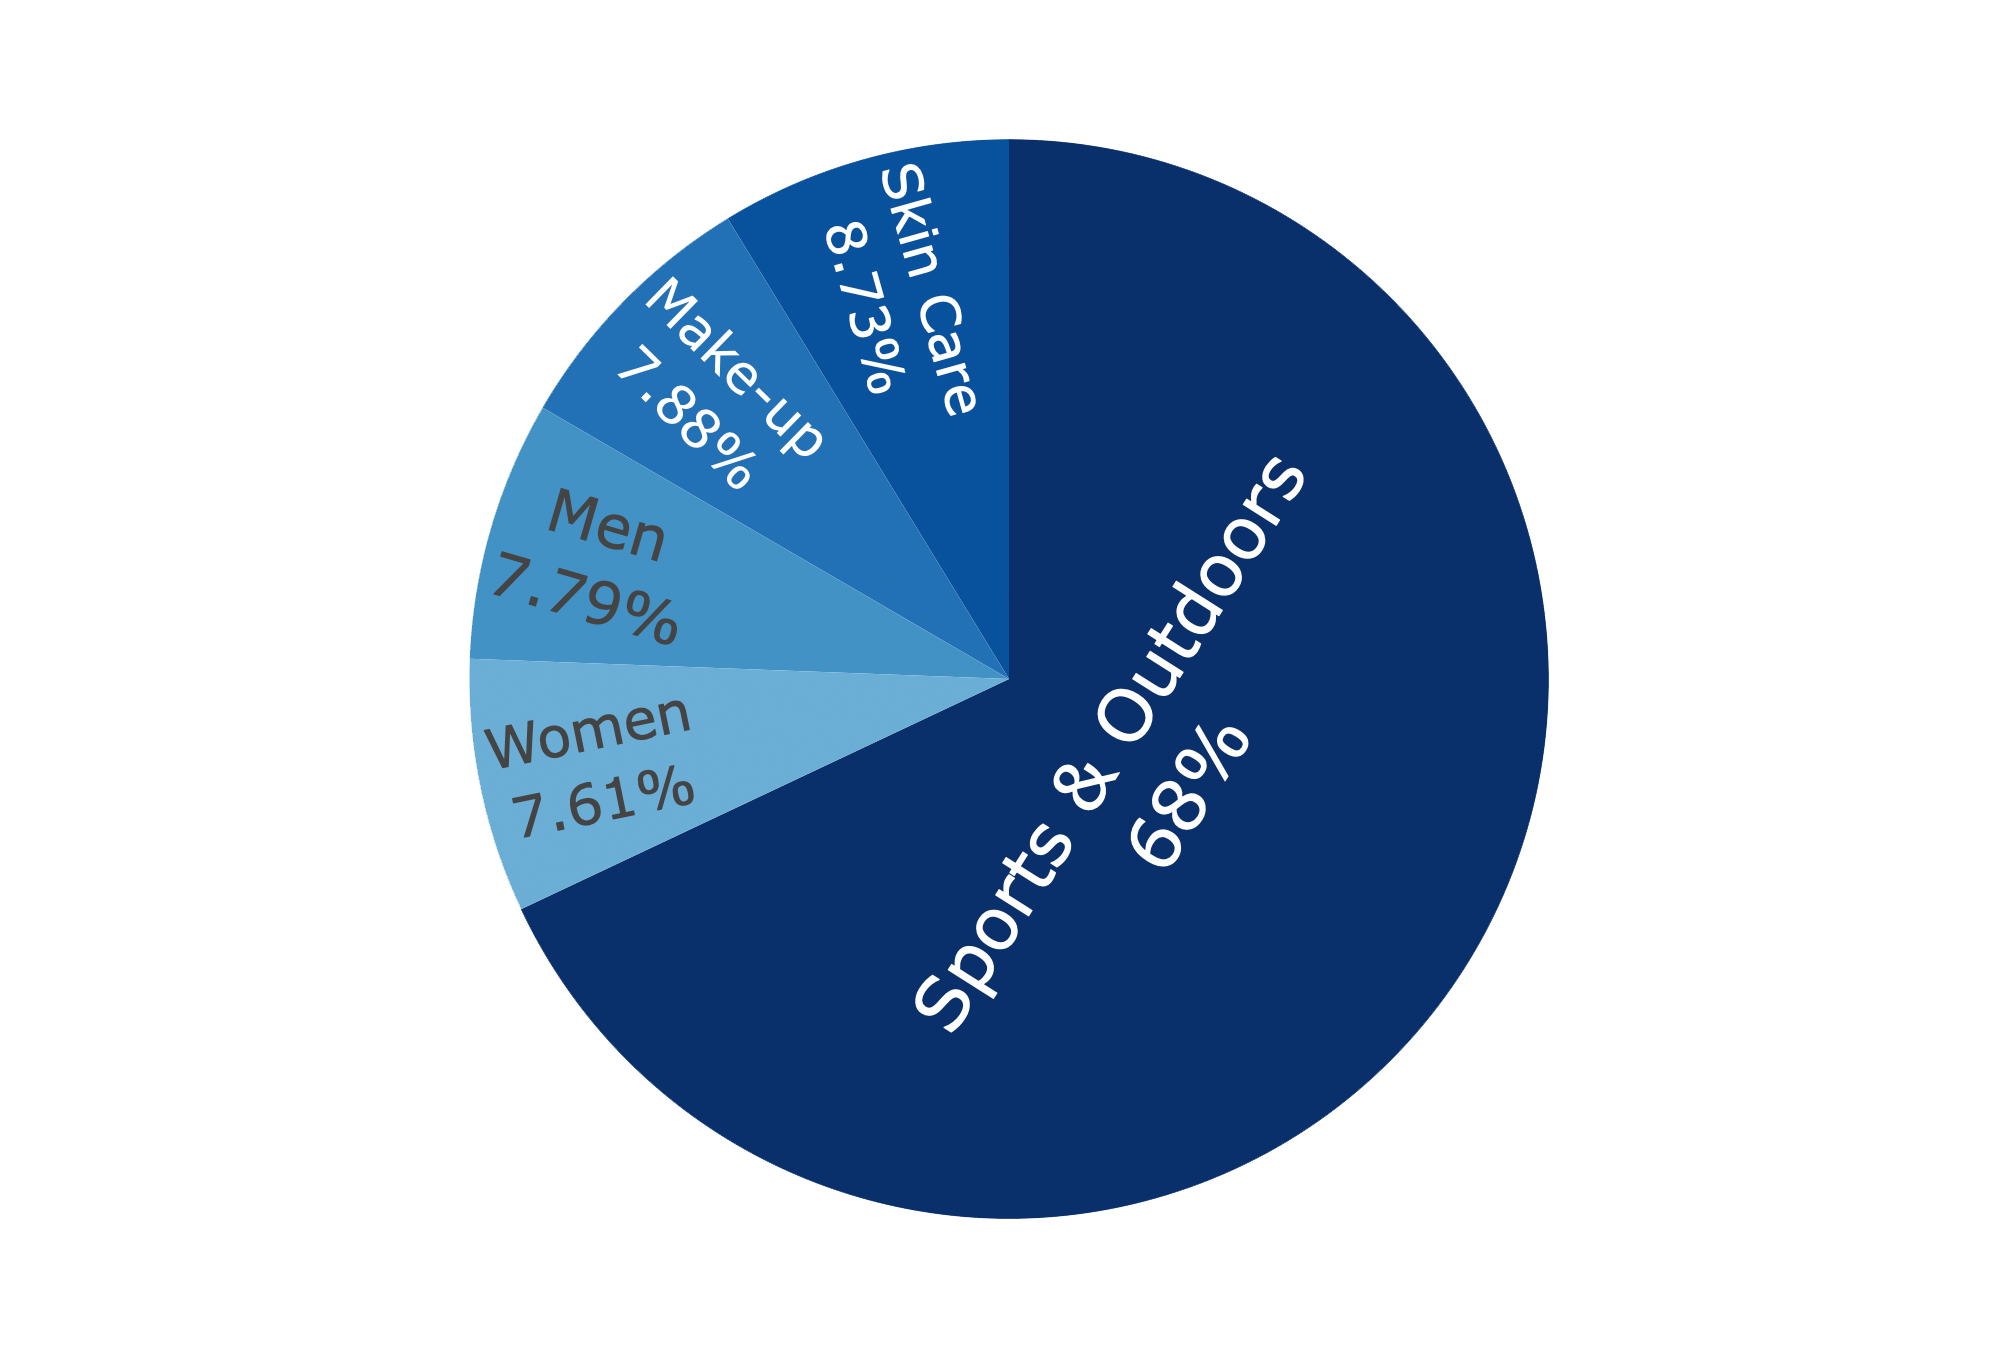 Skin Care
8.73%
Make-up
7.88%
Men
7.79%
Women
7.61%
Sports & Outdoors
68%